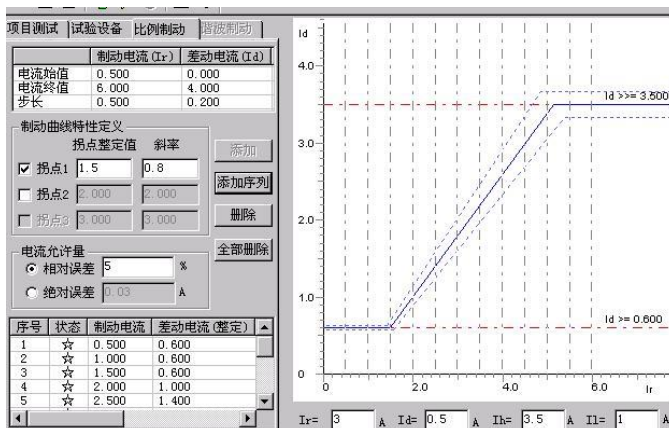 项目测试 试验设备 比例制动 谐波制动
制动电流(Ir) 差动电流(Id)
电流始值 0.500 0.000
电流终值 6.000 4.000
步长 0.500 0.200
制动曲线特性定义
拐点整定值 斜率
拐点1 1.5 0.8
拐点2 2.000 2.000
拐点3 3.000 3.000
添加
添加序列
删除
全部删除
电流允许量
相对误差 5 %
绝对误差 0.03 A
序号 状态 制动电流 差动电流(整定)
1 ☆ 0.500 0.600
2 ☆ 1.000 0.600
3 ☆ 1.500 0.600
4 ☆ 2.000 1.000
5 ☆ 2.500 1.400
Id
4.0
Id >>= 3.500
3.0
2.0
1.0
Id >= 0.600
0
0 2.0 4.0 6.0 Ir
Ir= 3 A Id= 0.5 A Ih= 3.5 A Il= 1 A